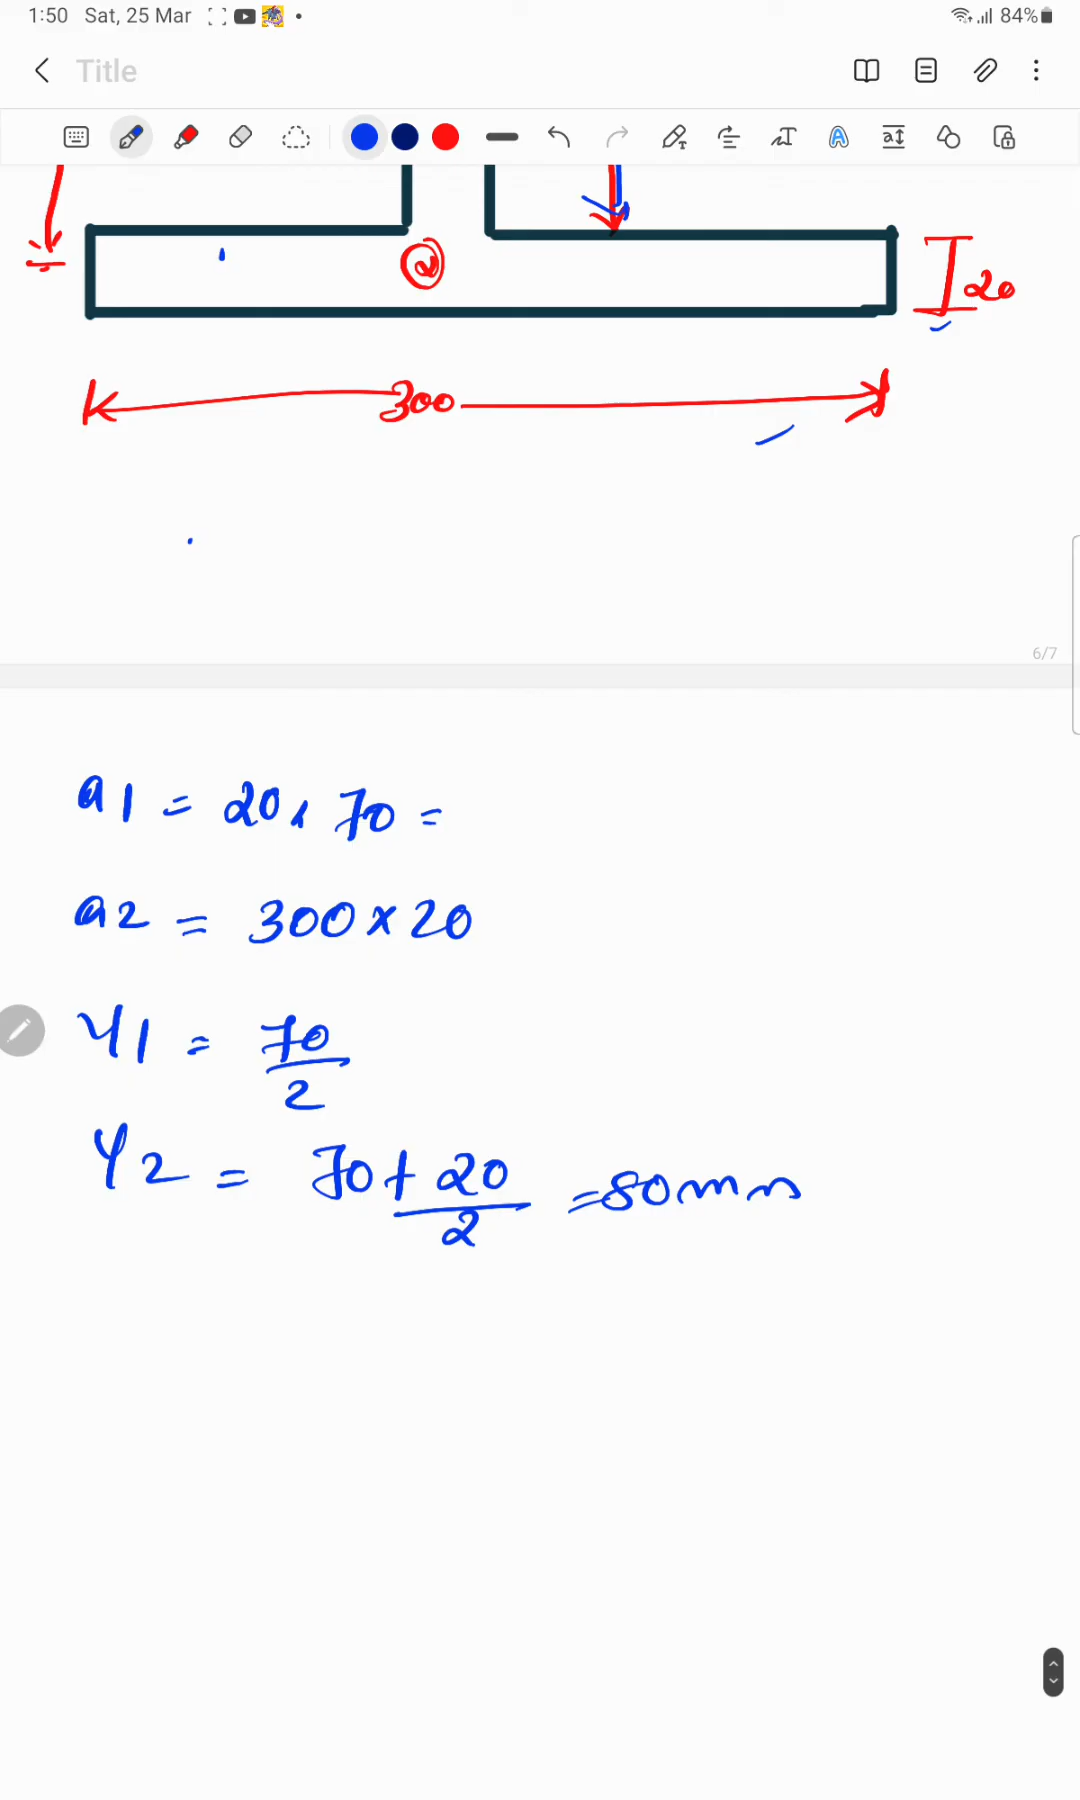 1:50 Sat, 25 Mar 84%
Title
2
20
300
6/7
a1 = 20 x 70 =
a2 = 300 x 20
Y1 = 70/2
Y2 = 70 + 20/2 = 80mm